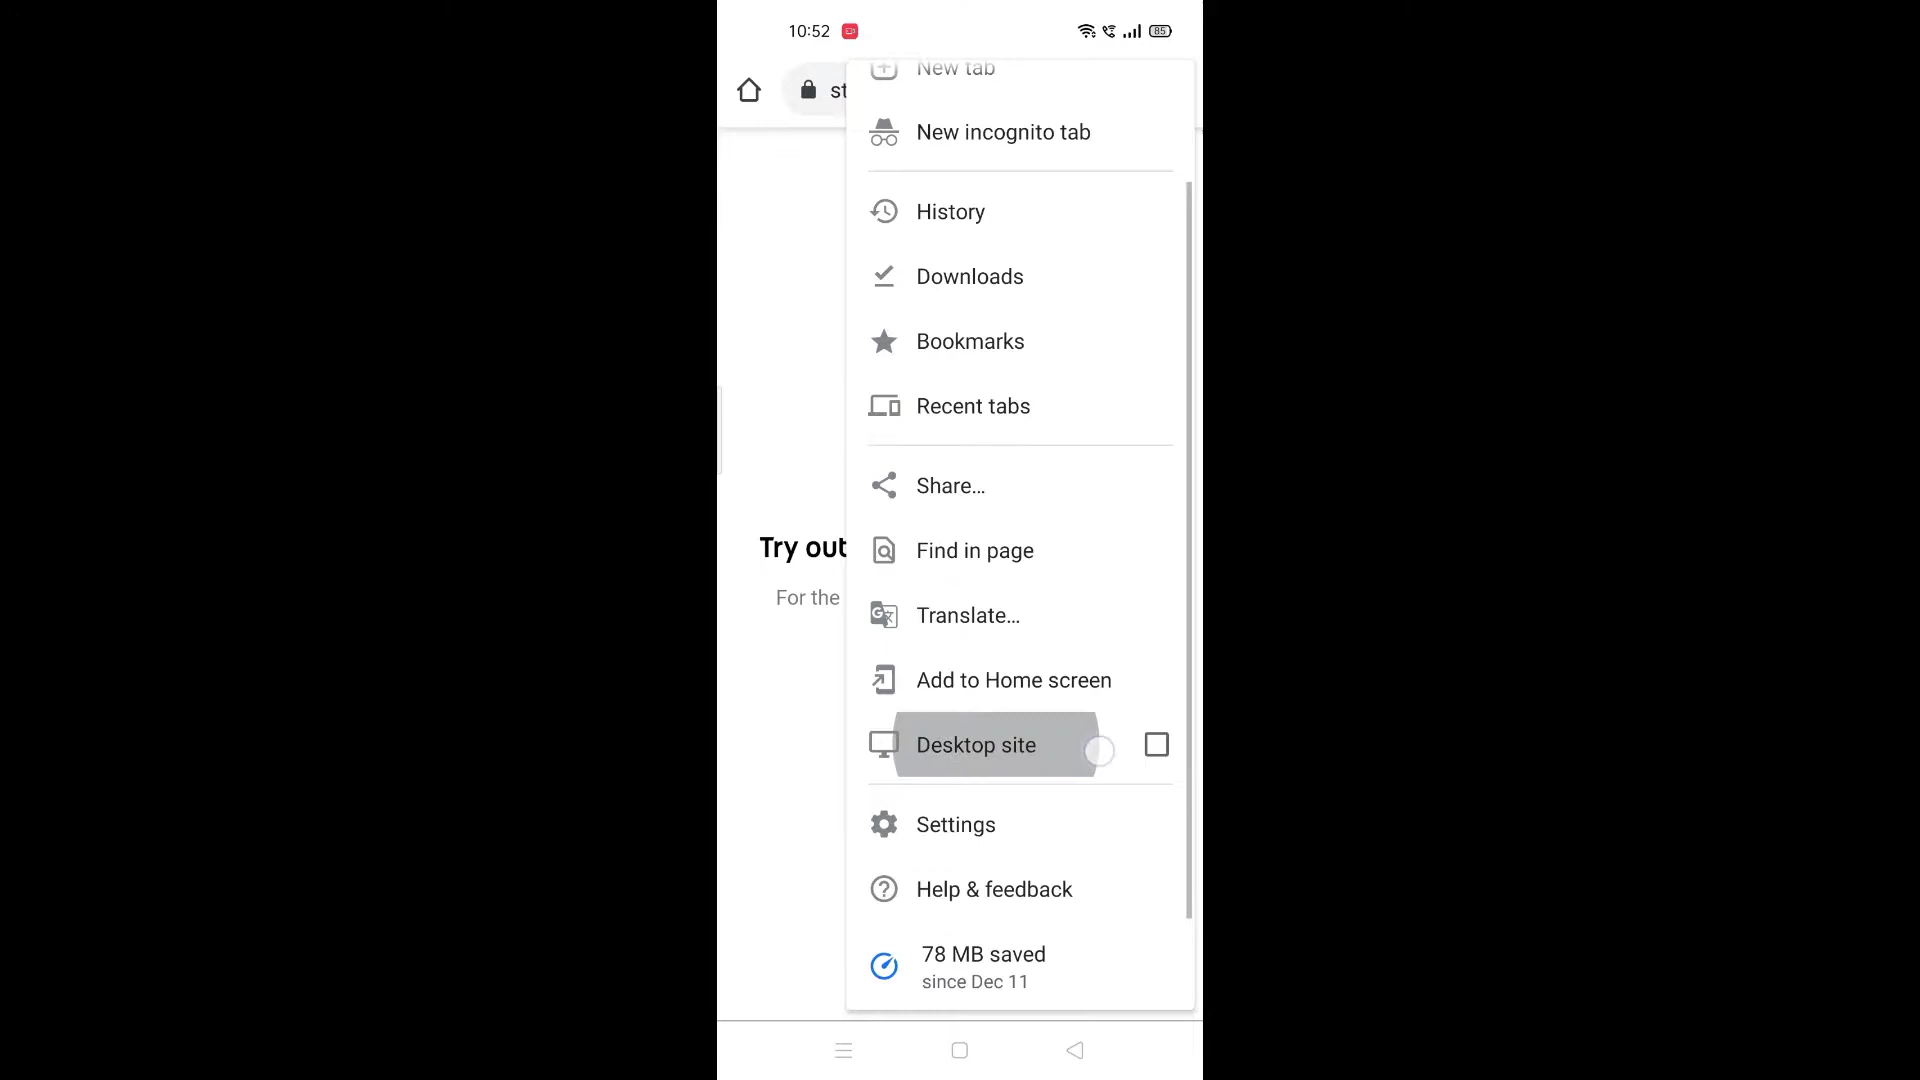 10:52
85
st
New tab
New incognito tab
History
Downloads
Bookmarks
Recent tabs
Share...
Try out
Find in page
For the
Translate...
Add to Home screen
Desktop site
Settings
Help & feedback
78 MB saved
since Dec 11